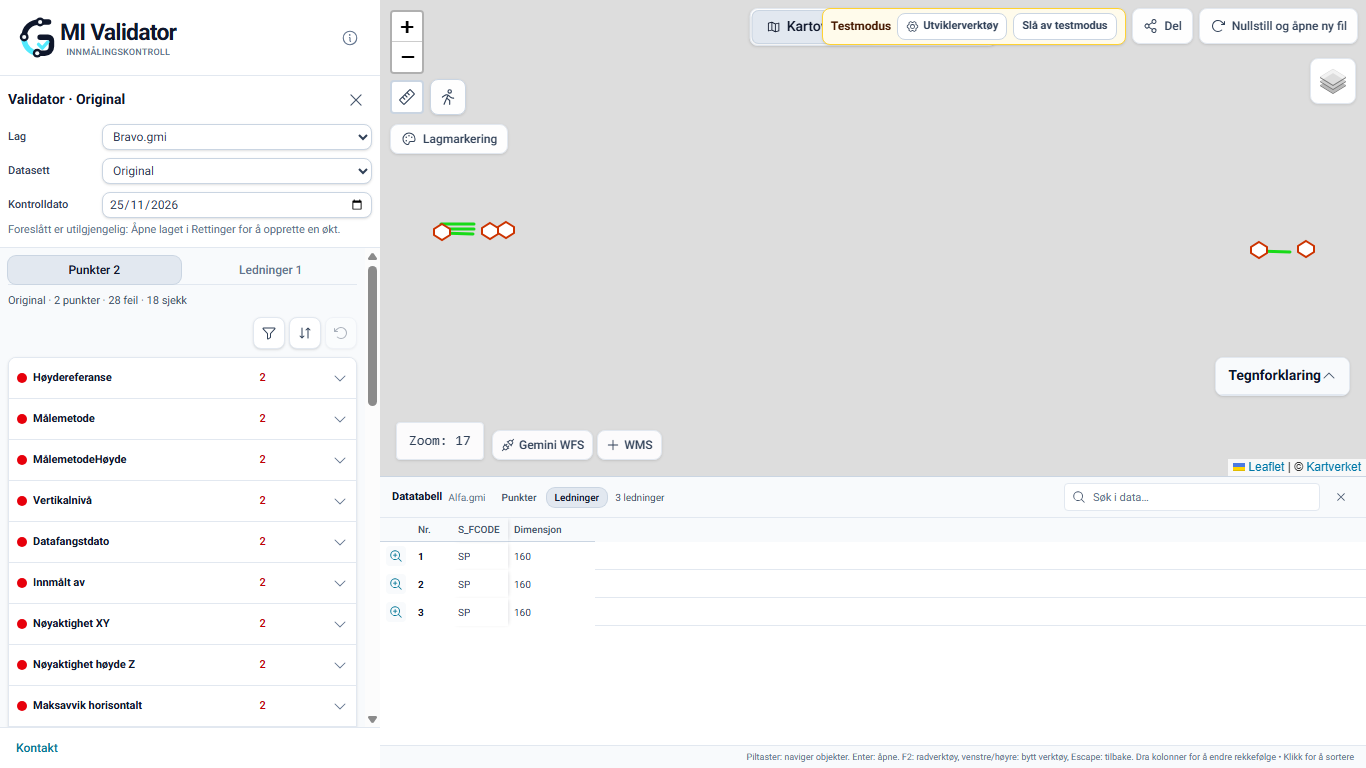 MI Validator
INNMÅLINGSKONTROLL
Validator · Original
Lag
Bravo.gmi
Datasett
Original
Kontrolldato
25/11/2026
Foreslått er utilgjengelig: Åpne laget i Rettinger for å opprette en økt.
Punkter 2
Ledninger 1
Original · 2 punkter · 28 feil · 18 sjekk
Høydereferanse 2
Målemetode 2
MålemetodeHøyde 2
Vertikalnivå 2
Datafangstdato 2
Innmålt av 2
Nøyaktighet XY 2
Nøyaktighet høyde Z 2
Maksavvik horisontalt 2
Kontakt
+
−
Karto
Testmodus
Utviklerverktøy
Slå av testmodus
Del
Nullstill og åpne ny fil
Lagmarkering
Tegnforklaring
Zoom: 17
Gemini WFS
WMS
Leaflet | © Kartverket
Datatabell Alfa.gmi Punkter Ledninger 3 ledninger
Søk i data…
Nr. S_FCODE Dimensjon
1 SP 160
2 SP 160
3 SP 160
Piltaster: naviger objekter. Enter: åpne. F2: radverktøy, venstre/høyre: bytt verktøy, Escape: tilbake. Dra kolonner for å endre rekkefølge • Klikk for å sortere